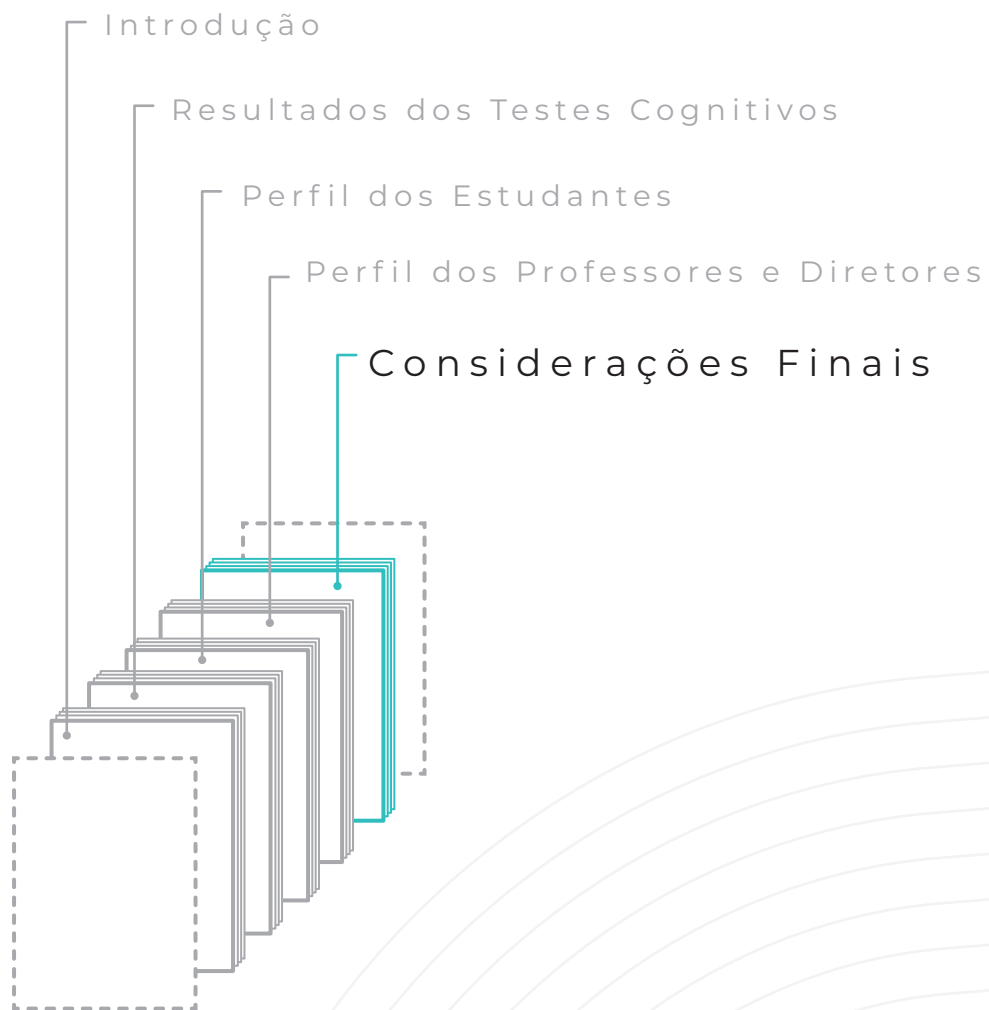 Introdução
Resultados dos Testes Cognitivos
Perfil dos Estudantes
Perfil dos Professores e Diretores
Considerações Finais